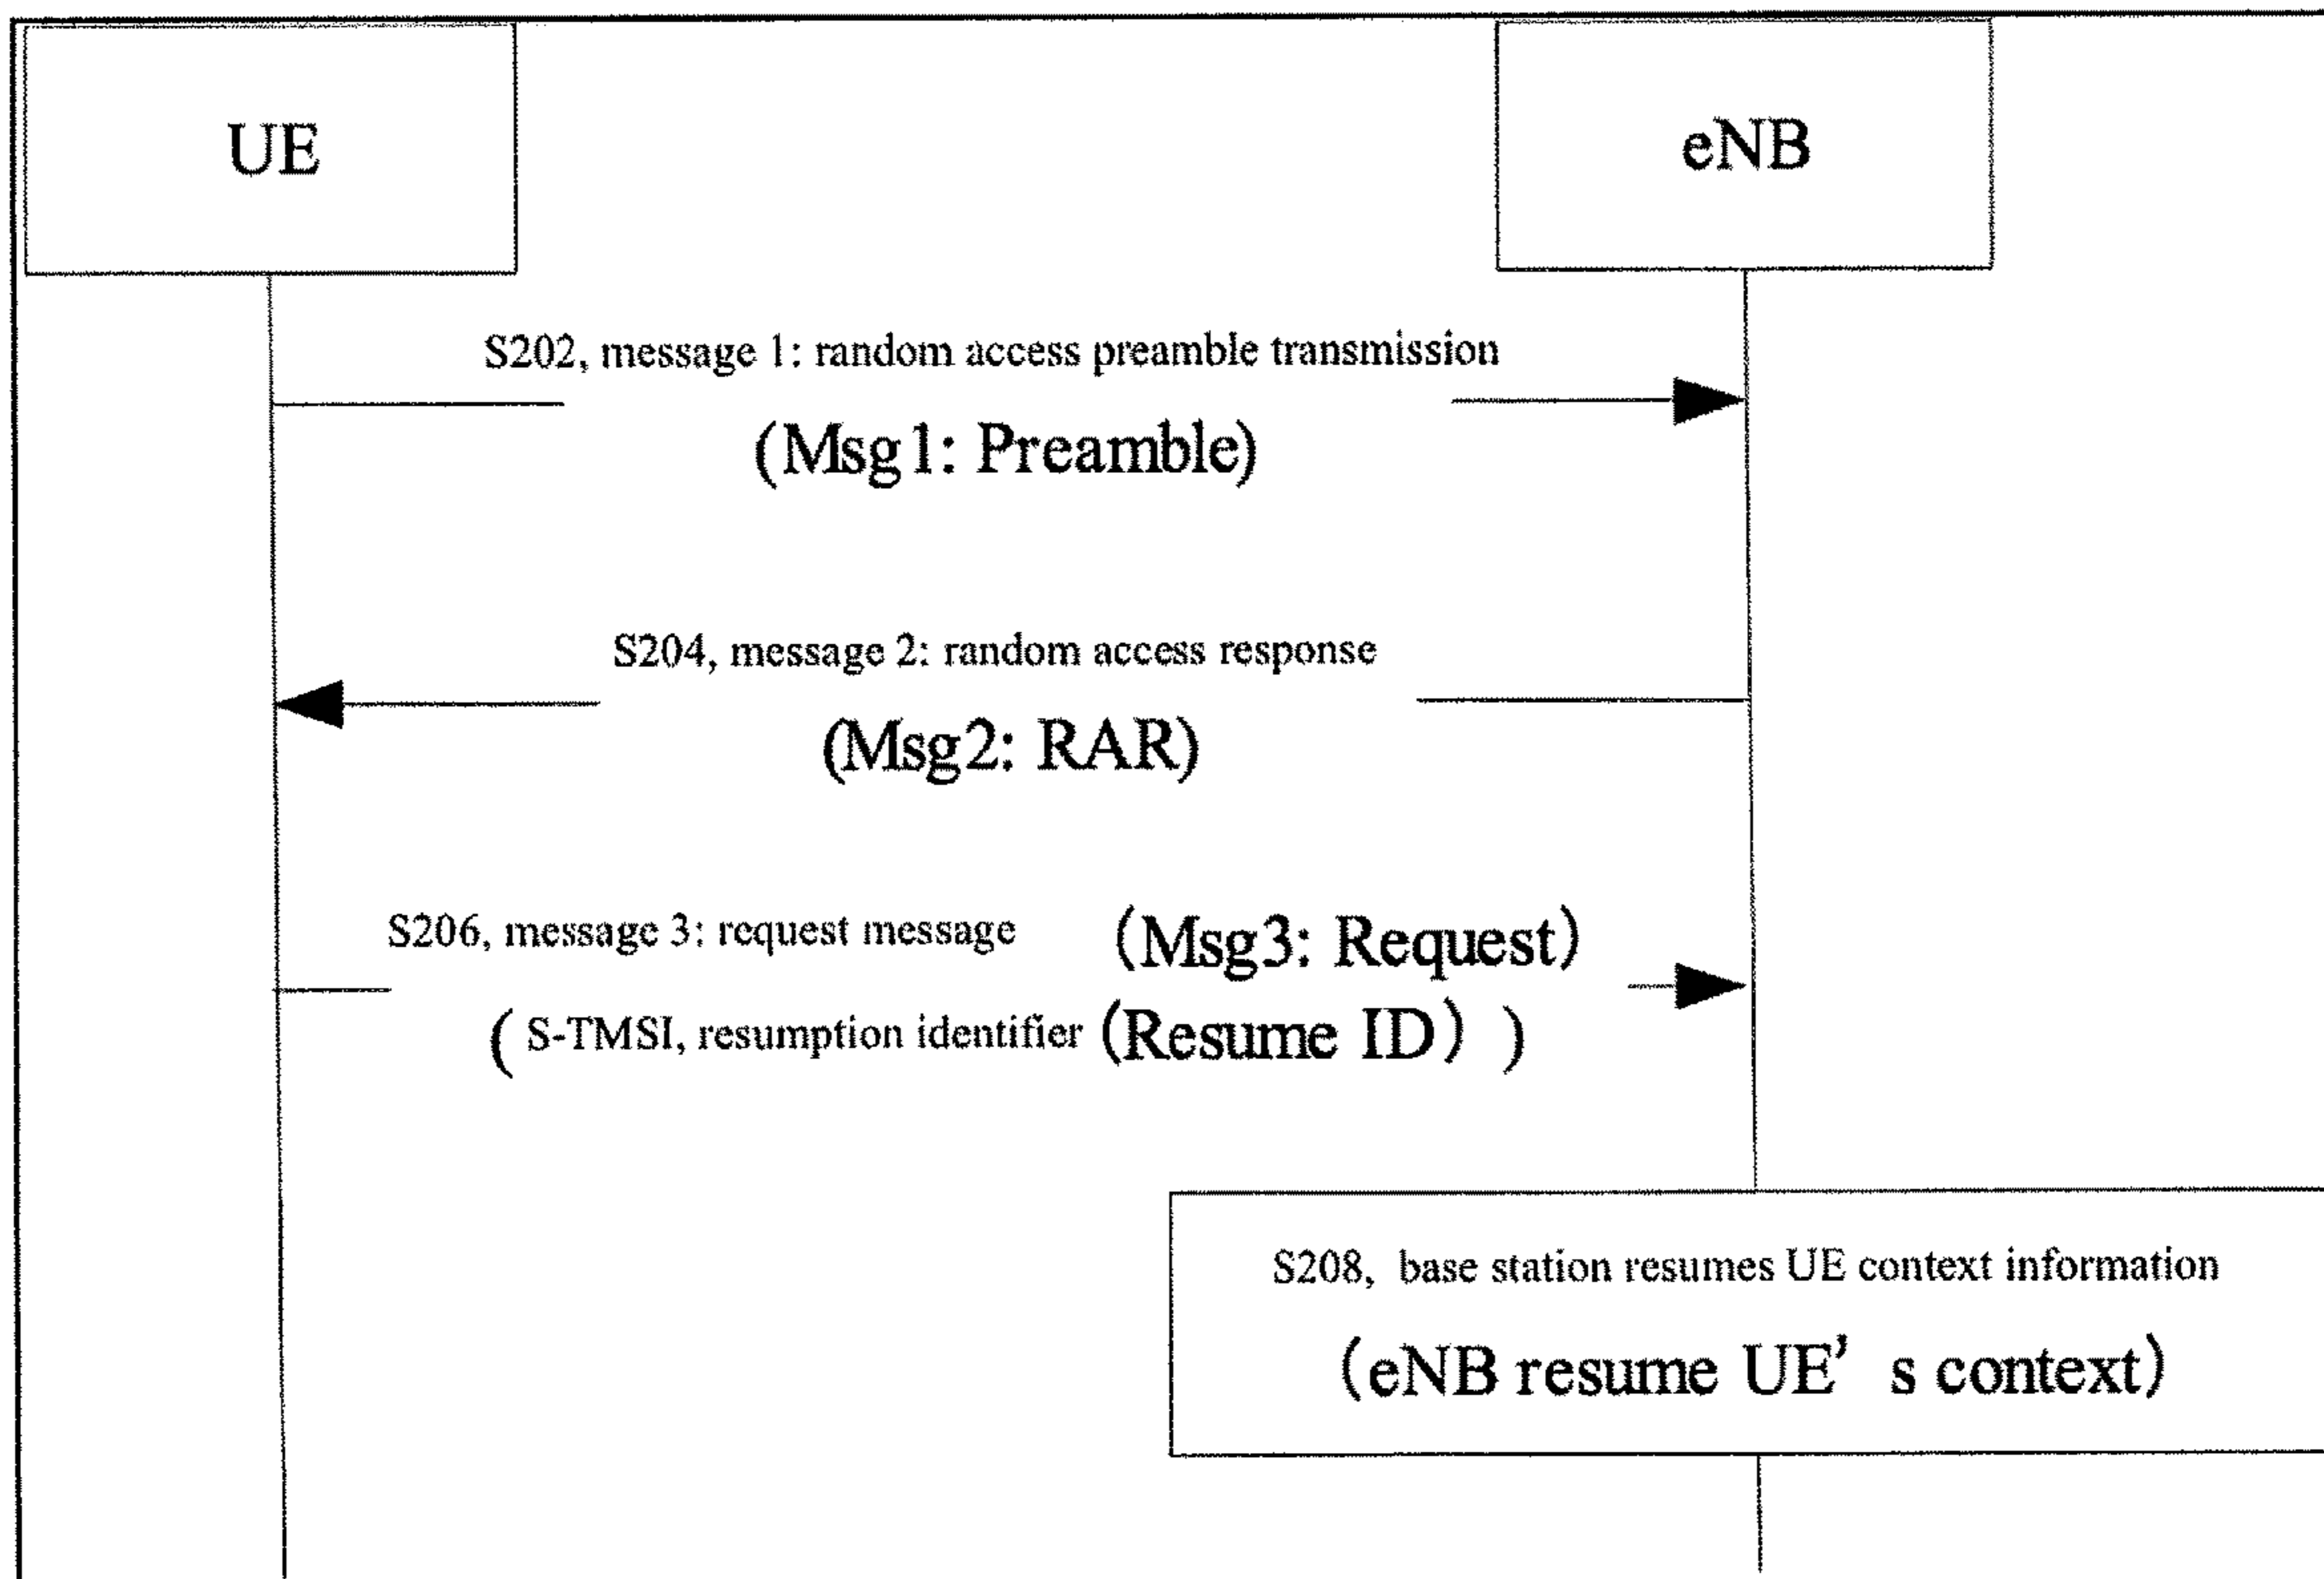 UE
eNB
S202, message 1: random access preamble transmission
(Msg1: Preamble)
S204, message 2: random access response
(Msg2: RAR)
S206, message 3: request message (Msg3: Request)
( S-TMSI, resumption identifier (Resume ID) )
S208, base station resumes UE context information
(eNB resume UE's context)